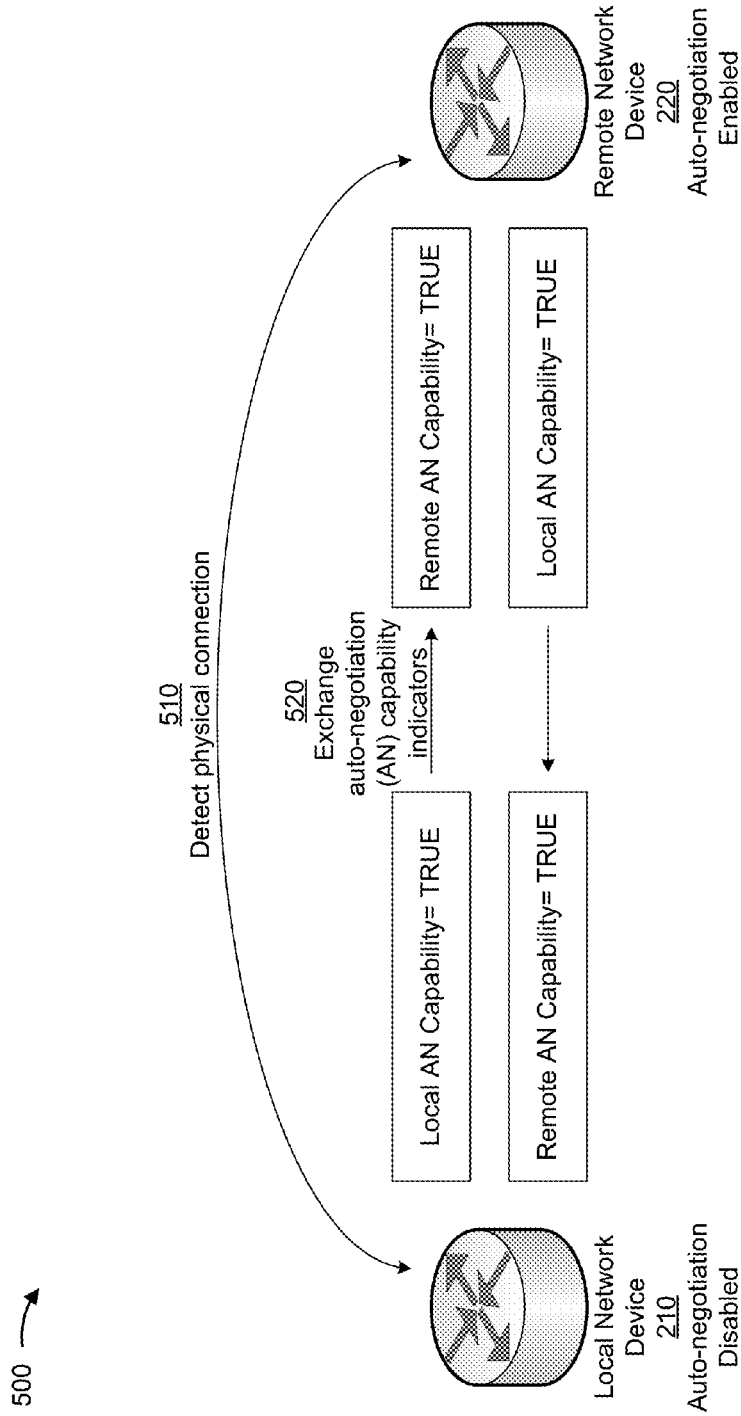 500
510
Detect physical connection
520
Exchange
auto-negotiation
(AN) capability
indicators
Local AN Capability= TRUE
Remote AN Capability= TRUE
Remote AN Capability= TRUE
Local AN Capability= TRUE
Local Network
Device
210
Auto-negotiation
Disabled
Remote Network
Device
220
Auto-negotiation
Enabled